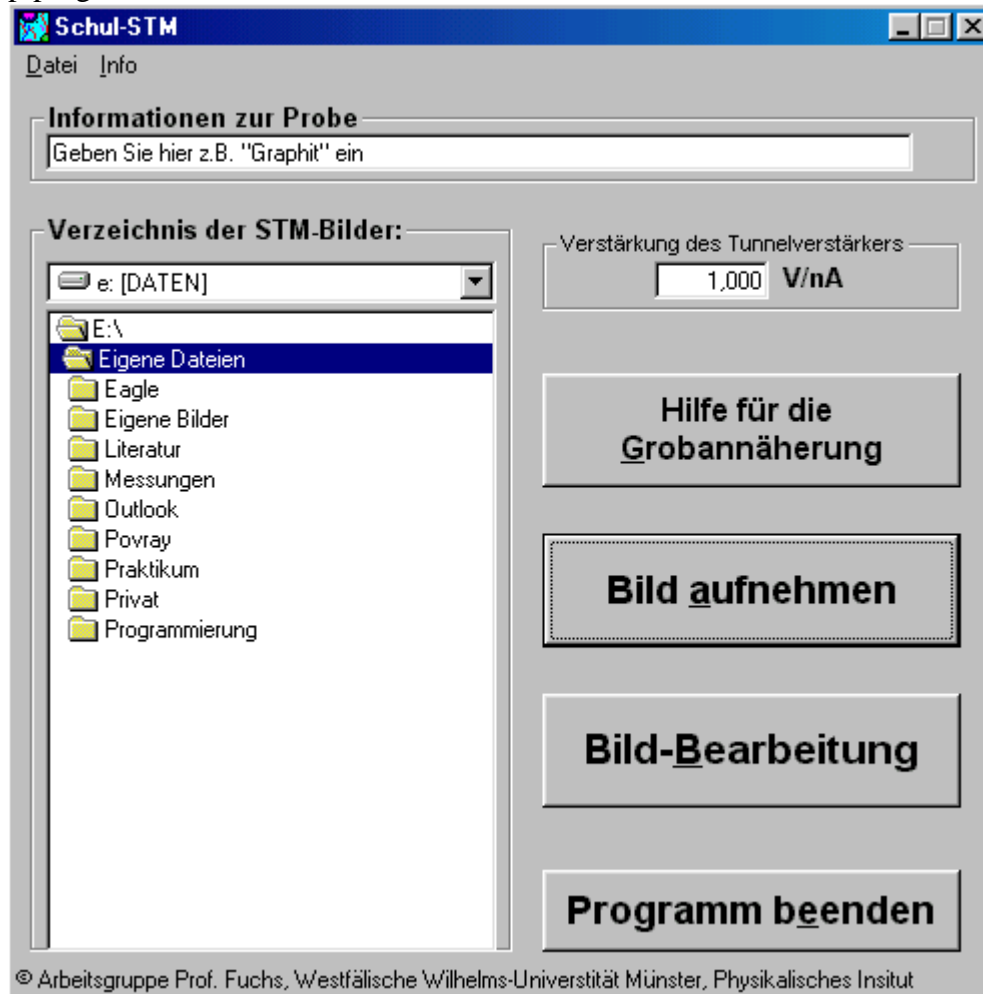 Schul-STM
Datei Info
Informationen zur Probe
Geben Sie hier z.B. "Graphit" ein
Verzeichnis der STM-Bilder:
e: [DATEN]
E:\
Eigene Dateien
Eagle
Eigene Bilder
Literatur
Messungen
Outlook
Povray
Praktikum
Privat
Programmierung
Verstärkung des Tunnelverstärkers
1,000 V/nA
Hilfe für die
Grobannäherung
Bild aufnehmen
Bild-Bearbeitung
Programm beenden
© Arbeitsgruppe Prof. Fuchs, Westfälische Wilhelms-Universtität Münster, Physikalisches Insitut